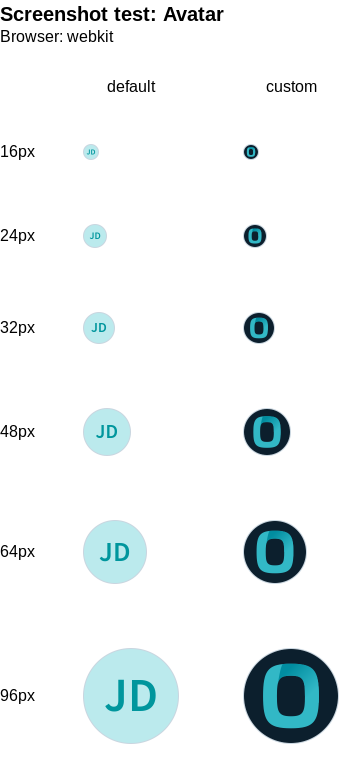 Screenshot test: Avatar
Browser: webkit
default custom
16px JD
24px JD
32px JD
48px JD
64px JD
96px JD